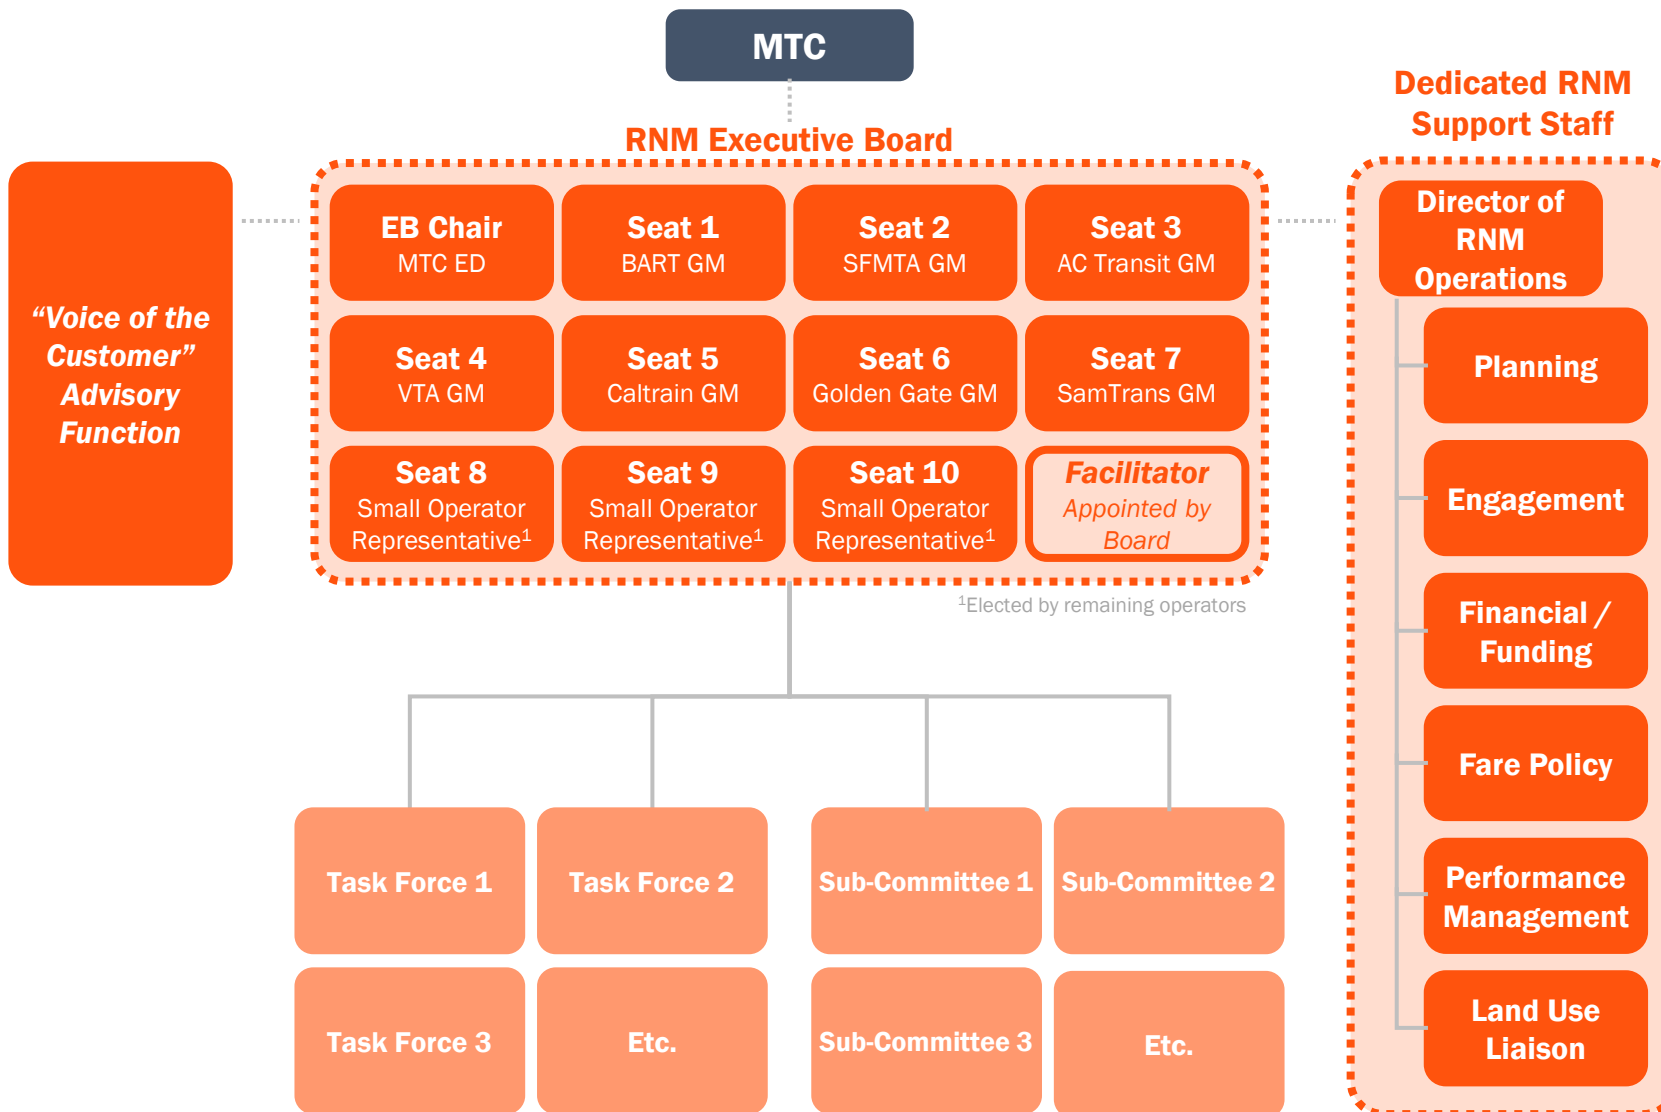 MTC
RNM Executive Board
Dedicated RNM
Support Staff
“Voice of the
Customer”
Advisory
Function
EB Chair
MTC ED
Seat 1
BART GM
Seat 2
SFMTA GM
Seat 3
AC Transit GM
Seat 4
VTA GM
Seat 5
Caltrain GM
Seat 6
Golden Gate GM
Seat 7
SamTrans GM
Seat 8
Small Operator
Representative¹
Seat 9
Small Operator
Representative¹
Seat 10
Small Operator
Representative¹
Facilitator
Appointed by
Board
¹Elected by remaining operators
Task Force 1
Task Force 2
Sub-Committee 1
Sub-Committee 2
Task Force 3
Etc.
Sub-Committee 3
Etc.
Director of
RNM
Operations
Planning
Engagement
Financial /
Funding
Fare Policy
Performance
Management
Land Use
Liaison